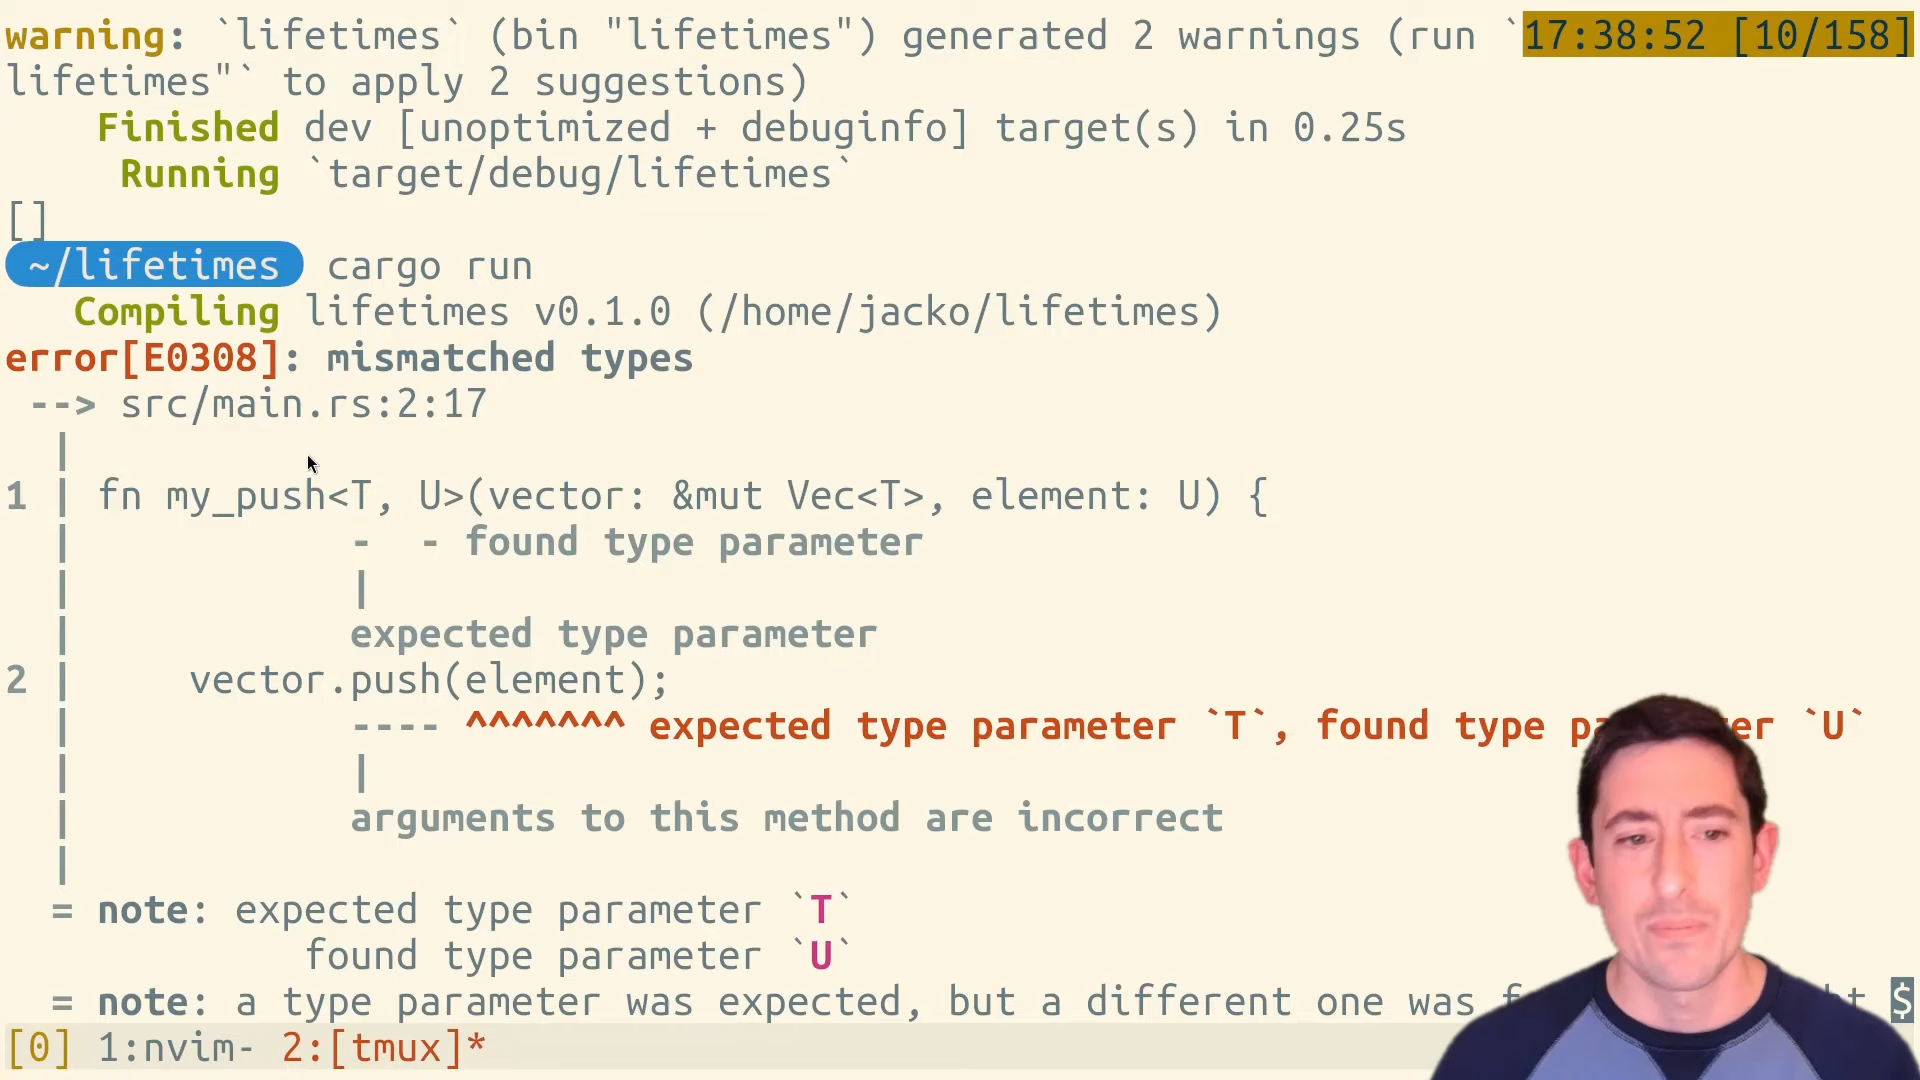 warning: `lifetimes` (bin "lifetimes") generated 2 warnings (run `17:38:52 [10/158]
lifetimes"` to apply 2 suggestions)
    Finished dev [unoptimized + debuginfo] target(s) in 0.25s
     Running `target/debug/lifetimes`
[]
~/lifetimes cargo run
   Compiling lifetimes v0.1.0 (/home/jacko/lifetimes)
error[E0308]: mismatched types
 --> src/main.rs:2:17
  |
1 | fn my_push<T, U>(vector: &mut Vec<T>, element: U) {
  |            -  - found type parameter
  |            |
  |            expected type parameter
2 |     vector.push(element);
  |            ---- ^^^^^^^ expected type parameter `T`, found type parameter `U`
  |            |
  |            arguments to this method are incorrect
  |
  = note: expected type parameter `T`
             found type parameter `U`
  = note: a type parameter was expected, but a different one was $
[0] 1:nvim- 2:[tmux]*